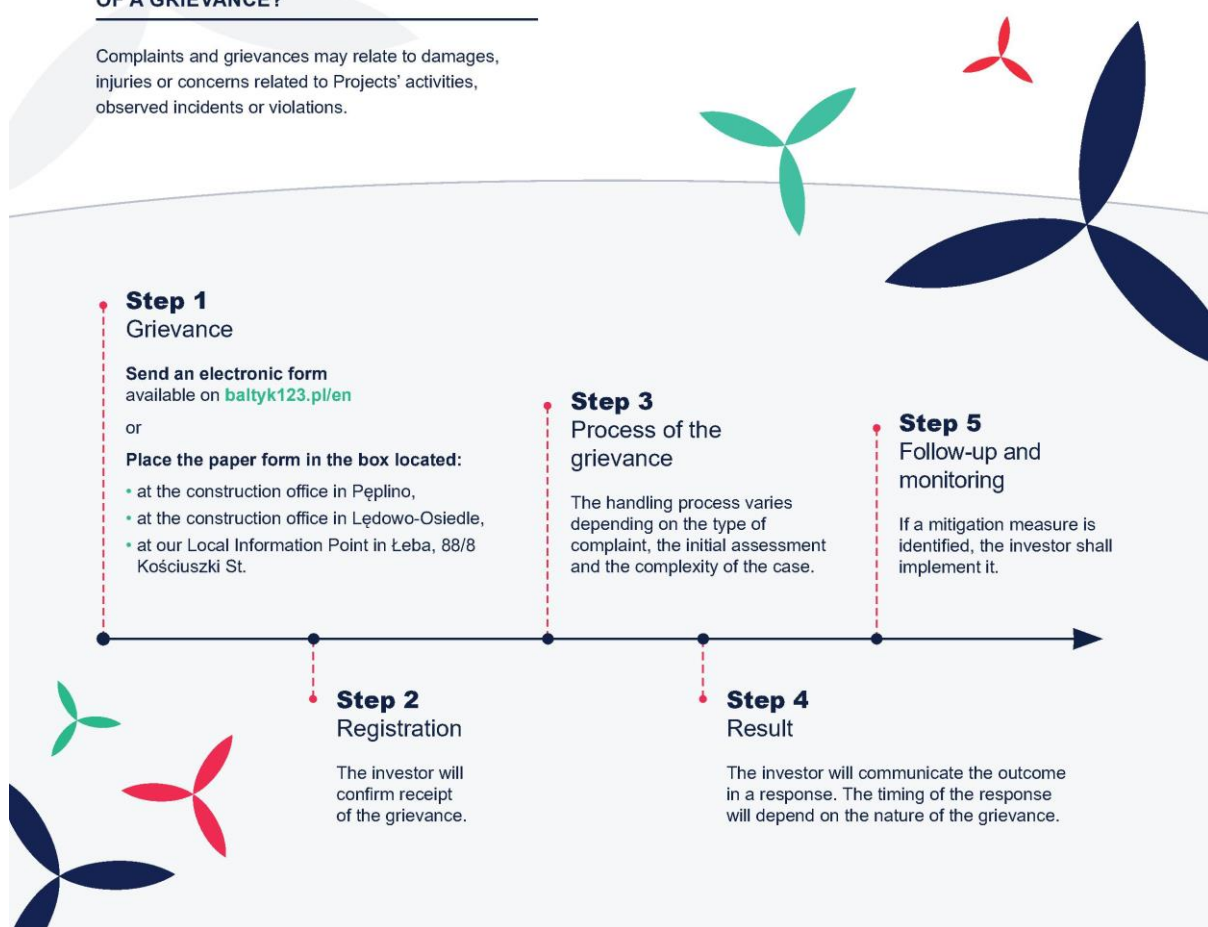 OF A GRIEVANCE?
Complaints and grievances may relate to damages,
injuries or concerns related to Projects' activities,
observed incidents or violations.
Step 1
Grievance
Send an electronic form
available on baltyk123.pl/en
or
Place the paper form in the box located:
• at the construction office in Pęplino,
• at the construction office in Lędowo-Osiedle,
• at our Local Information Point in Łeba, 88/8
Kościuszki St.
Step 2
Registration
The investor will
confirm receipt
of the grievance.
Step 3
Process of the
grievance
The handling process varies
depending on the type of
complaint, the initial assessment
and the complexity of the case.
Step 4
Result
The investor will communicate the outcome
in a response. The timing of the response
will depend on the nature of the grievance.
Step 5
Follow-up and
monitoring
If a mitigation measure is
identified, the investor shall
implement it.